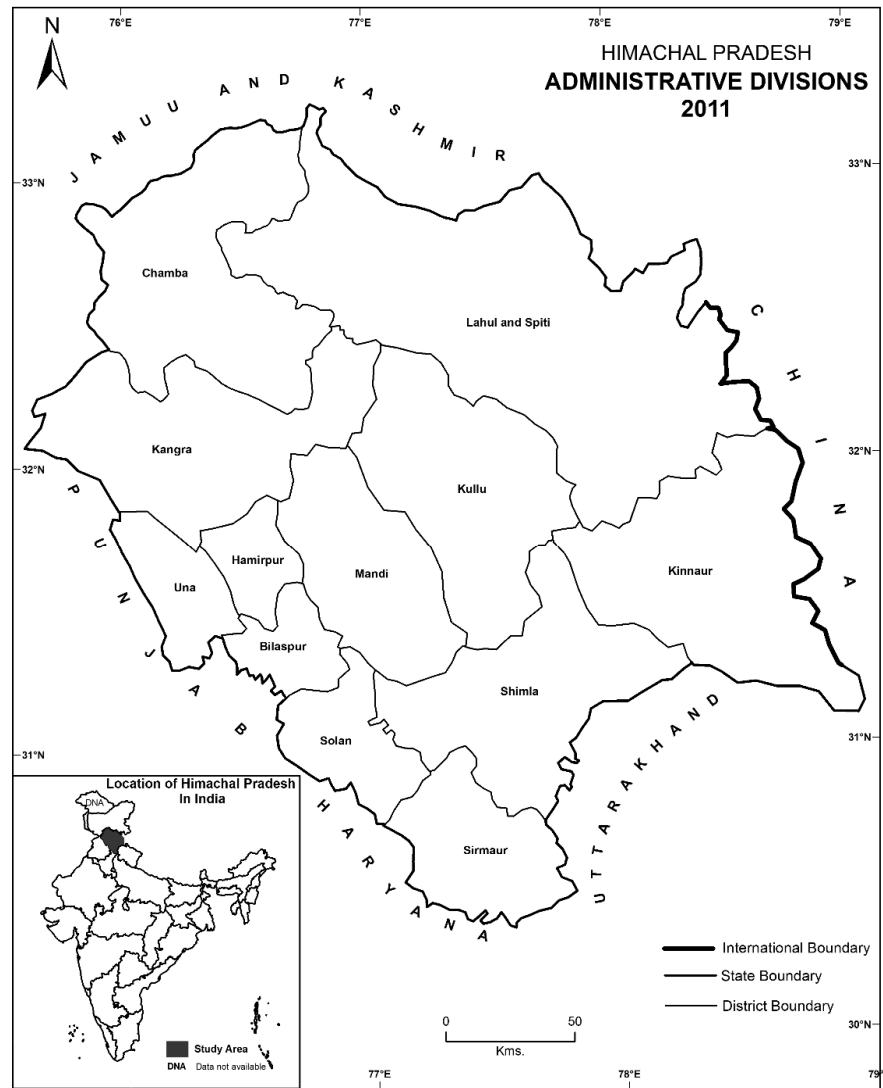 N
76°E
77°E
78°E
79°E
HIMACHAL PRADESH
ADMINISTRATIVE DIVISIONS
2011
JAMUU AND KASHMIR
33°N
33°N
Chamba
Lahul and Spiti
CHINA
Kangra
32°N
32°N
PUNJAB
Kullu
Hamirpur
Mandi
Kinnaur
Una
Bilaspur
Shimla
Solan
31°N
31°N
UTTARAKHAND
HARYANA
Sirmaur
Location of Himachal Pradesh
In India
DNA
Study Area
DNA Data not available
International Boundary
State Boundary
District Boundary
0 50
Kms.
30°N
77°E
78°E
79